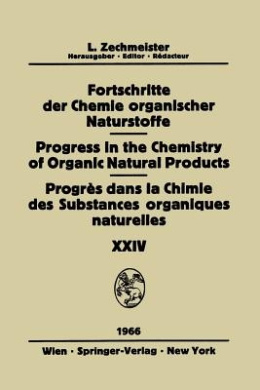 L. Zechmeister
Herausgeber · Editor · Rédacteur
Fortschritte
der Chemie organischer
Naturstoffe
Progress in the Chemistry
of Organic Natural Products
Progrès dans la Chimie
des Substances organiques
naturelles
XXIV
1966
Wien · Springer-Verlag · New York